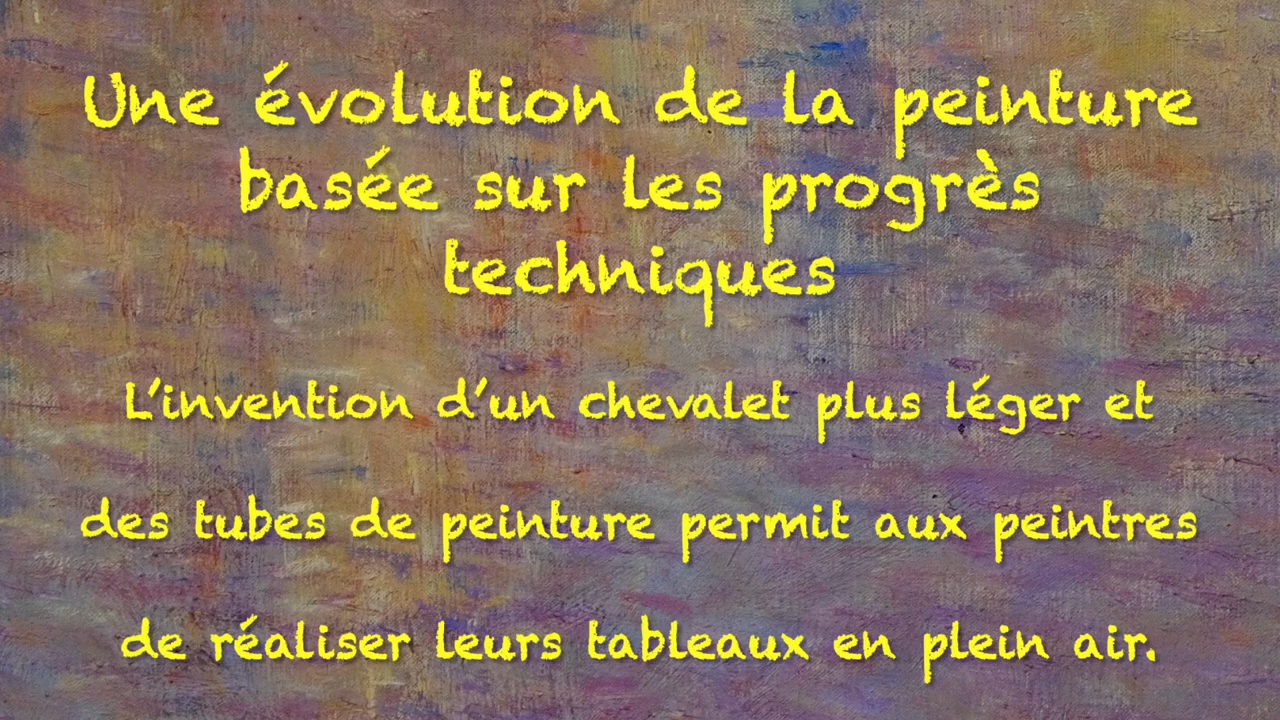 Une évolution de la peinture
basée sur les progrès
techniques
L’invention d’un chevalet plus léger et
des tubes de peinture permit aux peintres
de réaliser leurs tableaux en plein air.